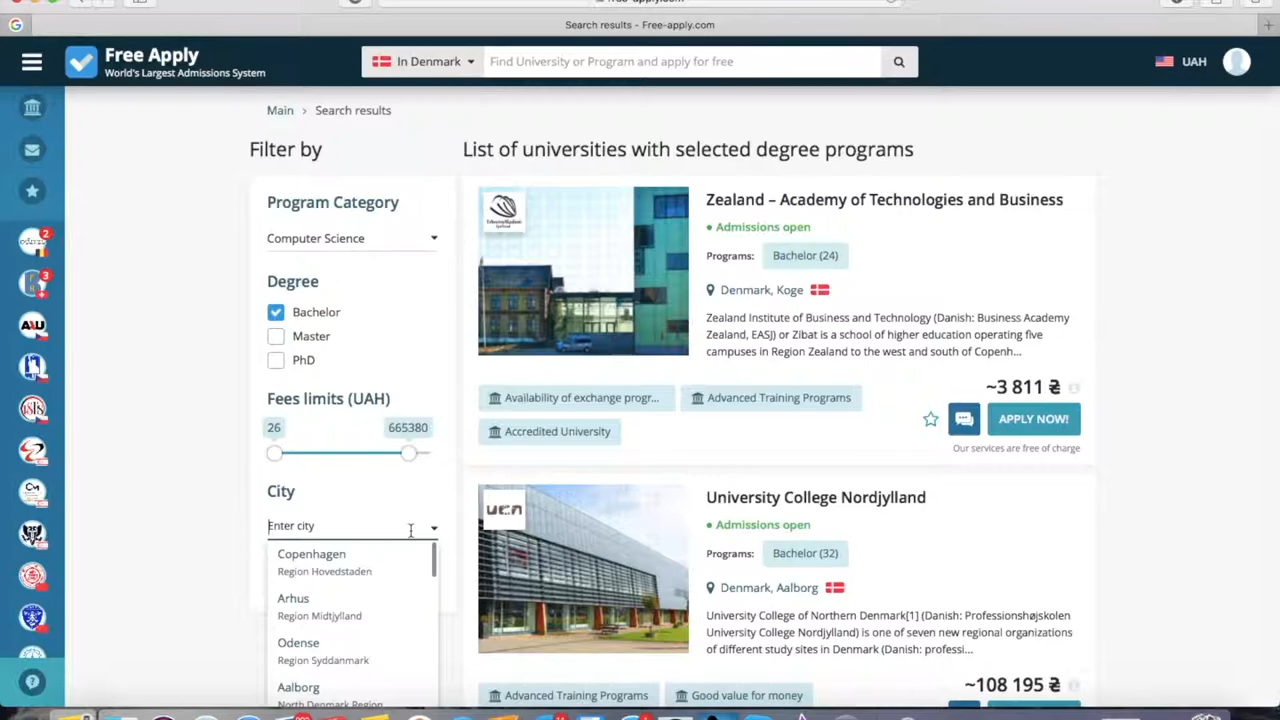 Search results – Free-apply.com
Free Apply
World's Largest Admissions System
In Denmark
Find University or Program and apply for free
UAH
Main > Search results
Filter by
List of universities with selected degree programs
Program Category
Computer Science
Degree
Bachelor
Master
PhD
Fees limits (UAH)
26
665380
City
Enter city
Copenhagen
Region Hovedstaden
Arhus
Region Midtjylland
Odense
Region Syddanmark
Aalborg
North Denmark Region
Zealand – Academy of Technologies and Business
• Admissions open
Programs: Bachelor (24)
Denmark, Koge
Zealand Institute of Business and Technology (Danish: Business Academy
Zealand, EASJ) or Zibat is a school of higher education operating five
campuses in Region Zealand to the west and south of Copenh...
~3 811 ₴
Availability of exchange progr...
Advanced Training Programs
Accredited University
APPLY NOW!
Our services are free of charge
University College Nordjylland
• Admissions open
Programs: Bachelor (32)
Denmark, Aalborg
University College of Northern Denmark[1] (Danish: Professionshøjskolen
University College Nordjylland) is one of seven new regional organizations
of different study sites in Denmark (Danish: professi...
~108 195 ₴
Advanced Training Programs
Good value for money
ucn
2
3